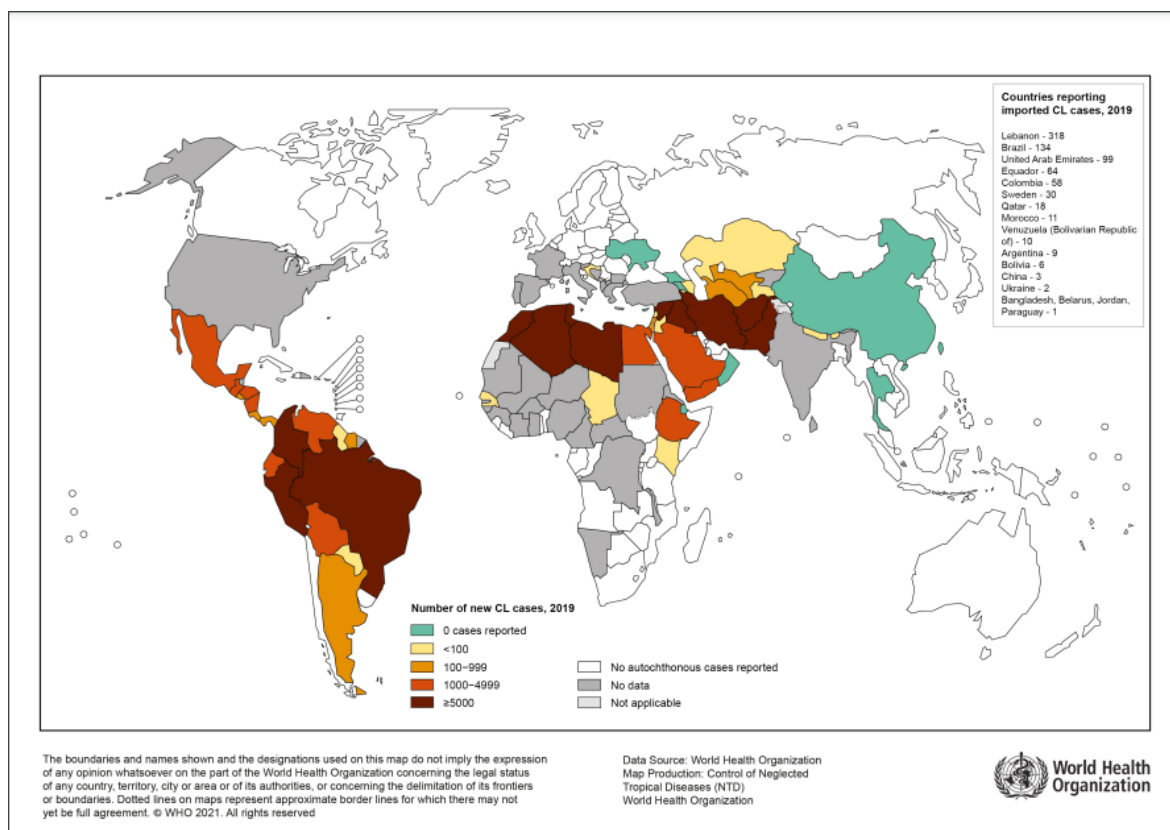 Countries reporting
imported CL cases, 2019
Lebanon - 318
Brazil - 134
United Arab Emirates - 99
Equador - 64
Colombia - 58
Sweden - 30
Qatar - 18
Morocco - 11
Venuzuela (Bolivarian Republic
of) - 10
Argentina - 9
Bolivia - 6
China - 3
Ukraine - 2
Bangladesh, Belarus, Jordan,
Paraguay - 1
Number of new CL cases, 2019
0 cases reported
<100
100–999
1000–4999
≥5000
No autochthonous cases reported
No data
Not applicable
The boundaries and names shown and the designations used on this map do not imply the expression
of any opinion whatsoever on the part of the World Health Organization concerning the legal status
of any country, territory, city or area or of its authorities, or concerning the delimitation of its frontiers
or boundaries. Dotted lines on maps represent approximate border lines for which there may not
yet be full agreement. © WHO 2021. All rights reserved
Data Source: World Health Organization
Map Production: Control of Neglected
Tropical Diseases (NTD)
World Health Organization
World Health
Organization